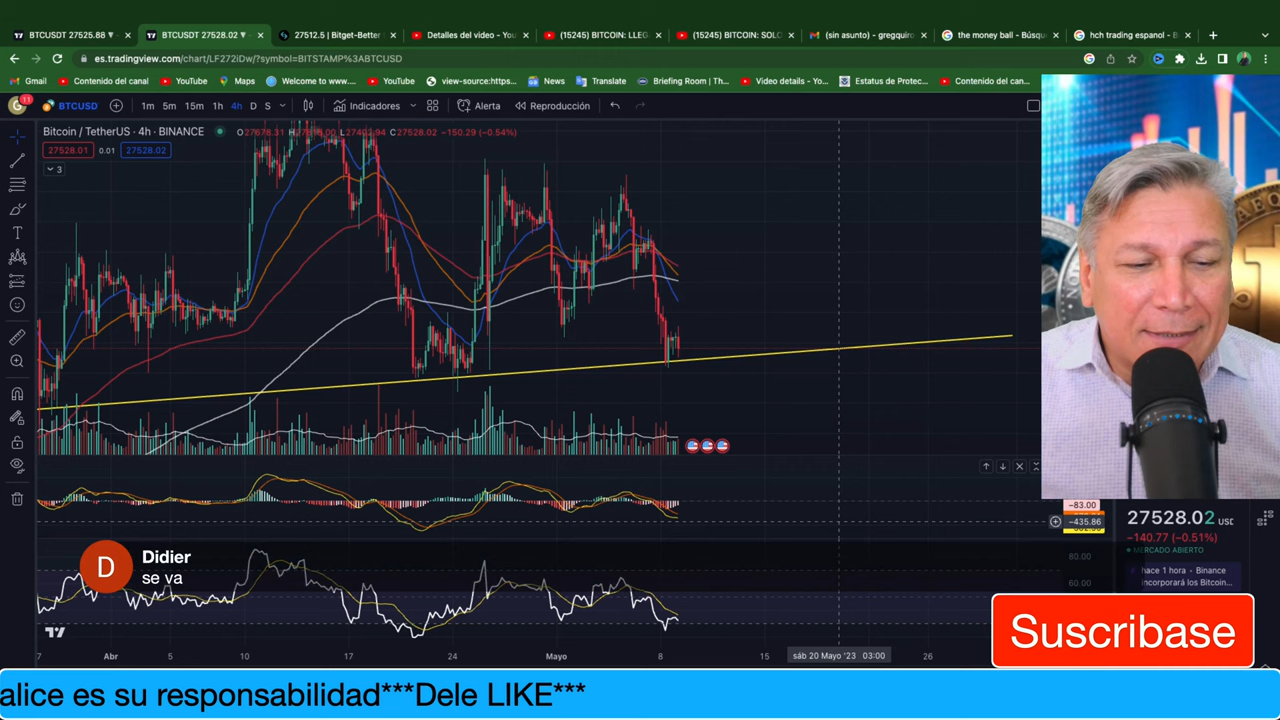 BTCUSDT 27525.88 ▼
BTCUSDT 27528.02 ▼
27512.5 | Bitget-Better
Detalles del video - You
(15245) BITCOIN: LLEG
(15245) BITCOIN: SOLO
(sin asunto) - gregquiro
the money ball - Búsqu
hch trading espanol - B
es.tradingview.com/chart/LF272iDw/?symbol=BITSTAMP%3ABTCUSD
Gmail
Contenido del canal
YouTube
Maps
Welcome to www....
YouTube
view-source:https...
News
Translate
Briefing Room | Th...
Video details - You...
Estatus de Protec...
Contenido del can...
11
BTCUSD
1m 5m 15m 1h 4h D S
Indicadores
Alerta
Reproducción
Bitcoin / TetherUS · 4h · BINANCE
C27528.02 −150.29 (−0.54%)
27528.01 0.01 27528.02
3
−83.00
−435.86
27528.02 USD
−140.77 (−0.51%)
MERCADO ABIERTO
hace 1 hora · Binance
incorporará los Bitcoin...
80.00
60.00
D
Didier
se va
Suscribase
7 Abr 5 10 17 24 Mayo 8 15 sáb 20 Mayo '23 03:00 26
alice es su responsabilidad***Dele LIKE***